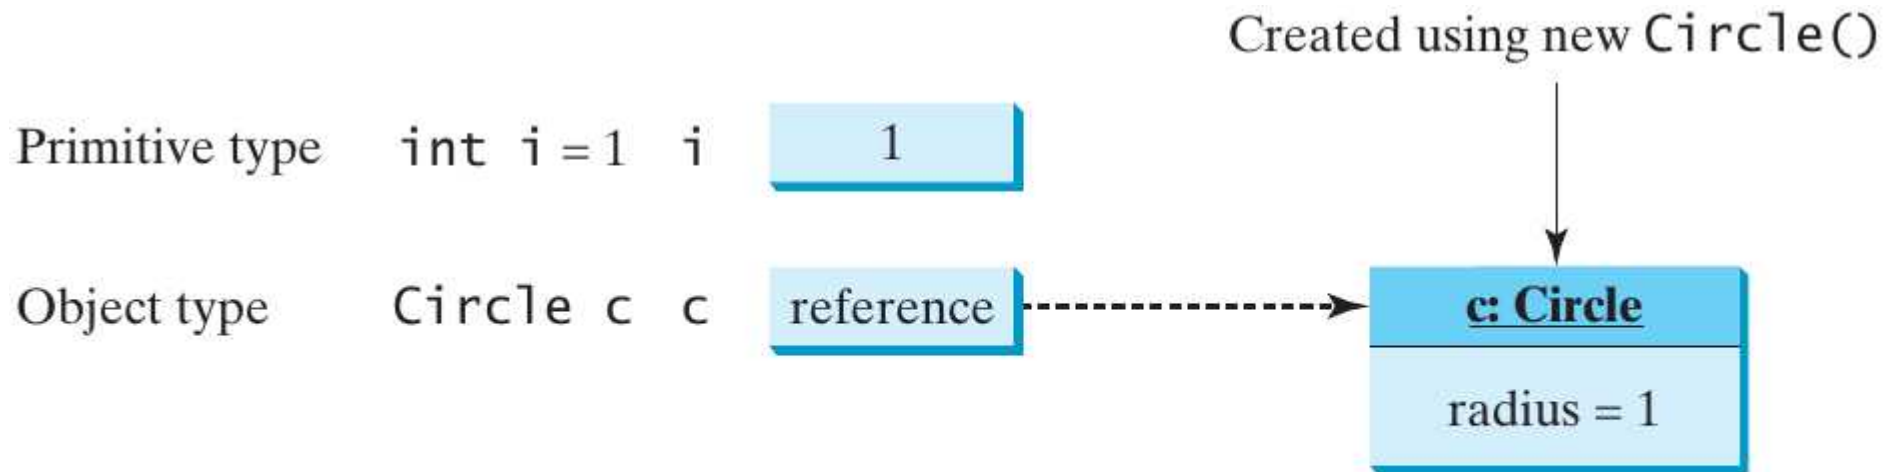 Created using new Circle()
Primitive type int i = 1 i 1
Object type Circle c c reference c: Circle
radius = 1